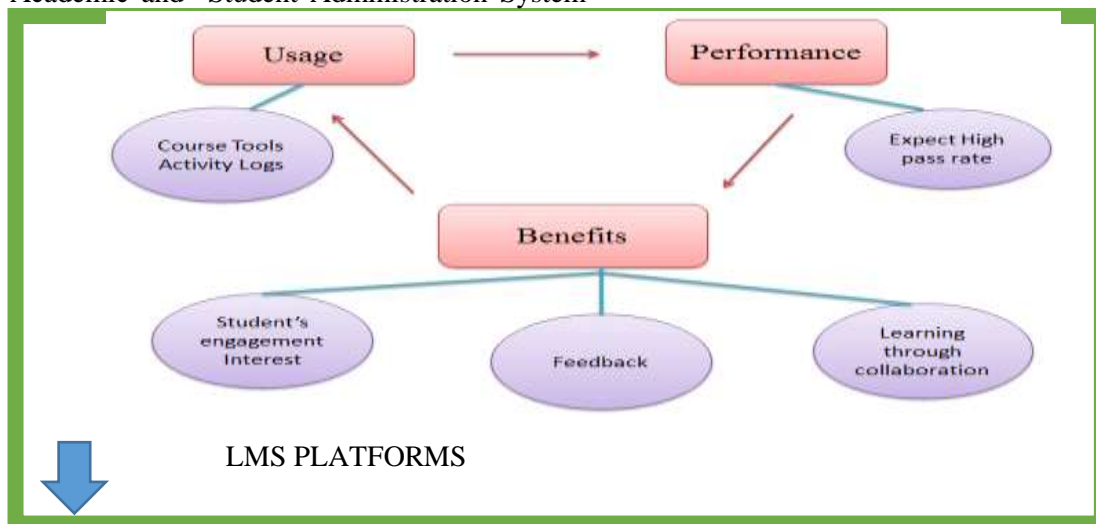 Academic and Student Administration System
Usage
Performance
Course Tools
Activity Logs
Expect High
pass rate
Benefits
Student's
engagement
Interest
Feedback
Learning
through
collaboration
LMS PLATFORMS